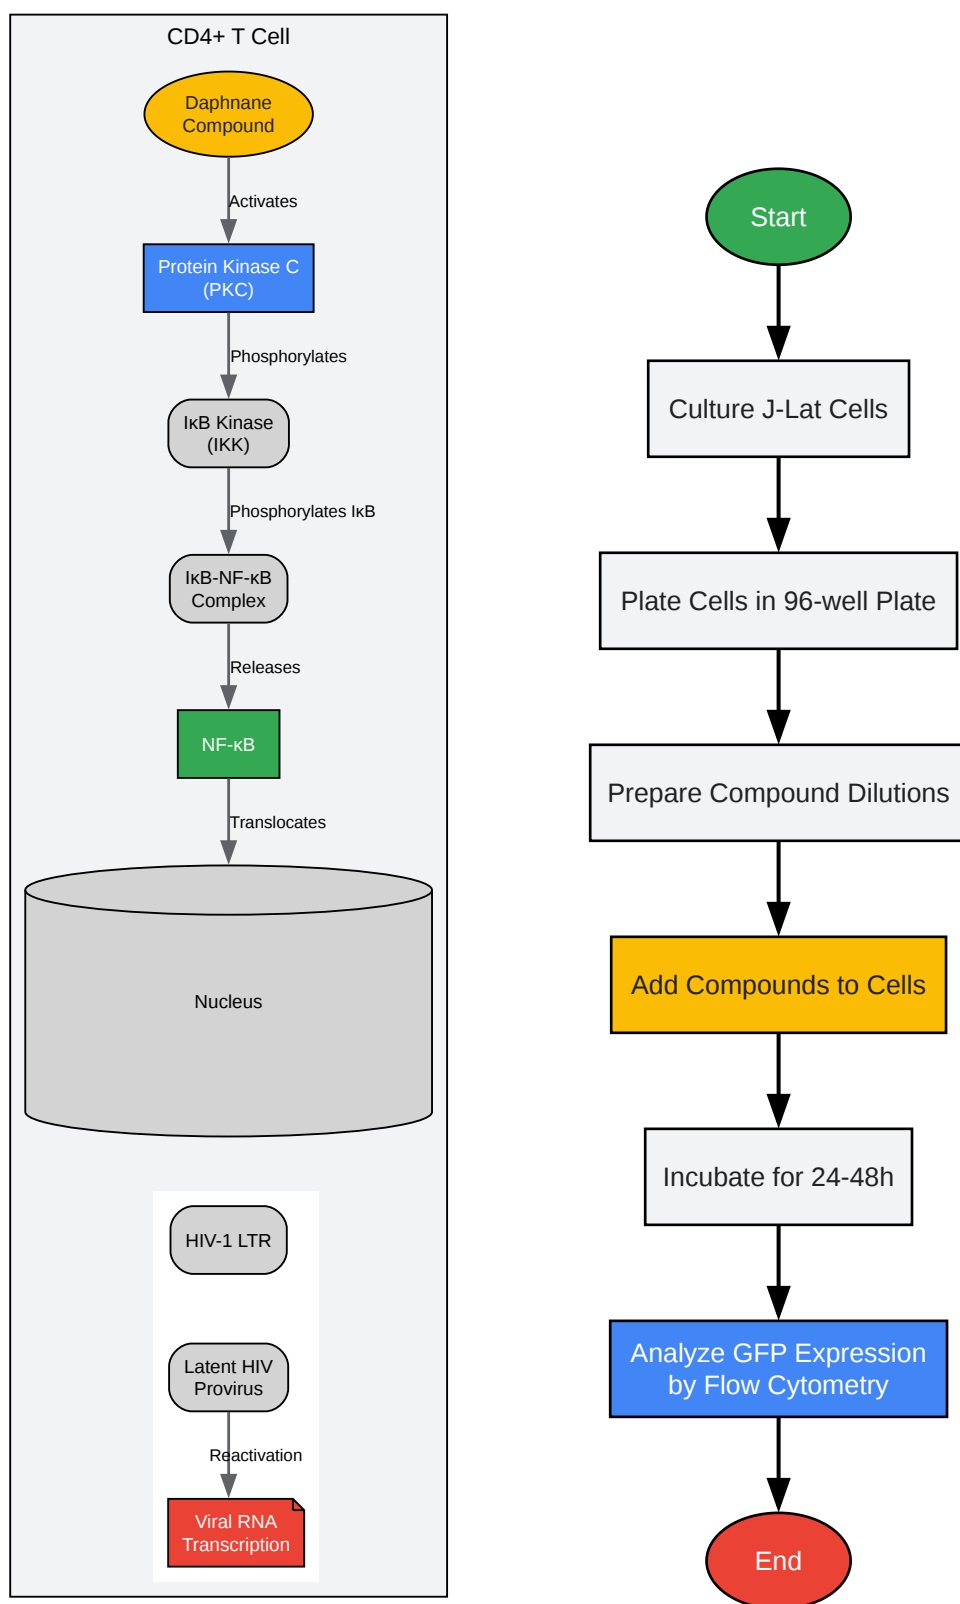 CD4+ T Cell
Daphnane
Compound
Activates
Protein Kinase C
(PKC)
Phosphorylates
IκB Kinase
(IKK)
Phosphorylates IκB
IκB-NF-κB
Complex
Releases
NF-κB
Translocates
Nucleus
HIV-1 LTR
Latent HIV
Provirus
Reactivation
Viral RNA
Transcription
Start
Culture J-Lat Cells
Plate Cells in 96-well Plate
Prepare Compound Dilutions
Add Compounds to Cells
Incubate for 24-48h
Analyze GFP Expression
by Flow Cytometry
End